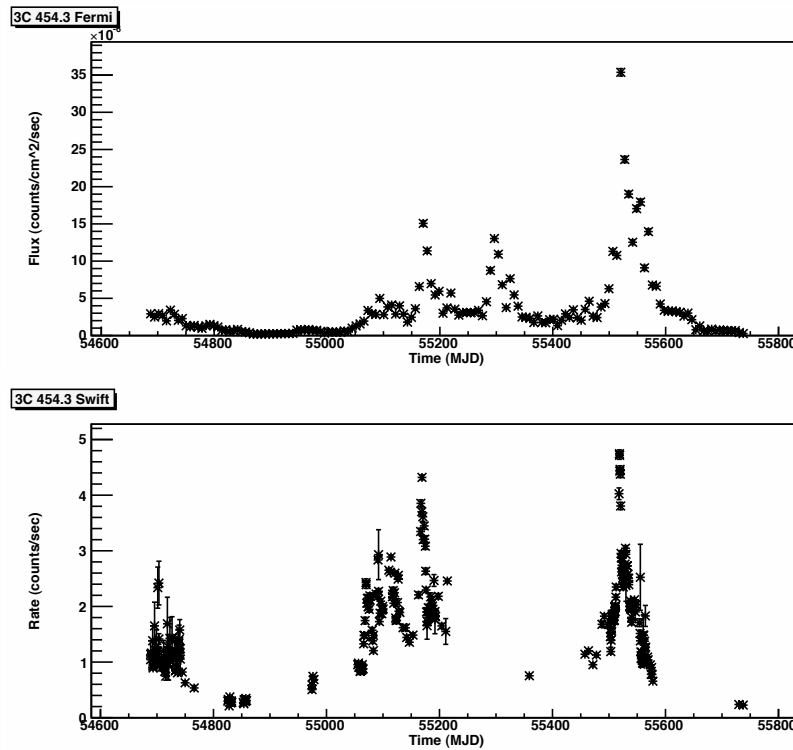 3C 454.3 Fermi
×10
35
30
25
20
15
10
5
0
Flux (counts/cm^2/sec)
54600 54800 55000 55200 55400 55600 55800
Time (MJD)
3C 454.3 Swift
5
4
3
2
1
0
Rate (counts/sec)
54600 54800 55000 55200 55400 55600 55800
Time (MJD)